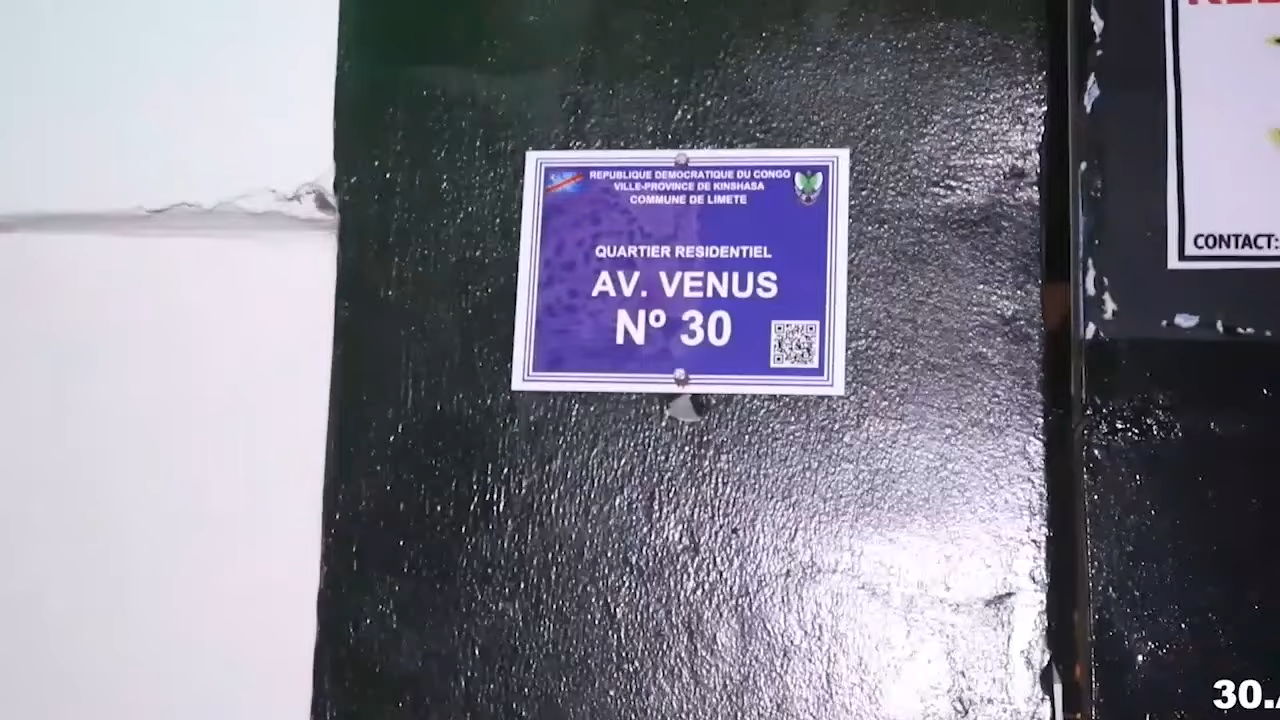 REPUBLIQUE DEMOCRATIQUE DU CONGO
VILLE-PROVINCE DE KINSHASA
COMMUNE DE LIMETE
QUARTIER RESIDENTIEL
AV. VENUS
Nº 30
CONTACT:
30.